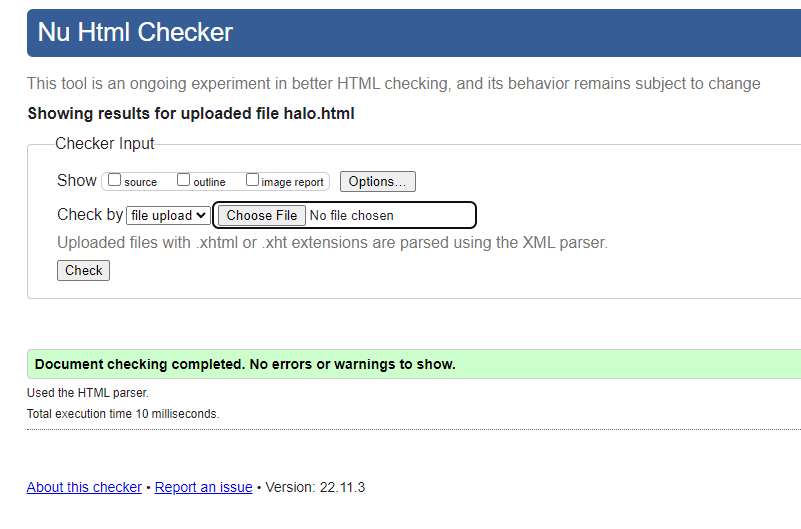 Nu Html Checker
This tool is an ongoing experiment in better HTML checking, and its behavior remains subject to change
Showing results for uploaded file halo.html
Checker Input
Show source outline image report Options...
Check by file upload Choose File No file chosen
Uploaded files with .xhtml or .xht extensions are parsed using the XML parser.
Check
Document checking completed. No errors or warnings to show.
Used the HTML parser.
Total execution time 10 milliseconds.
About this checker • Report an issue • Version: 22.11.3